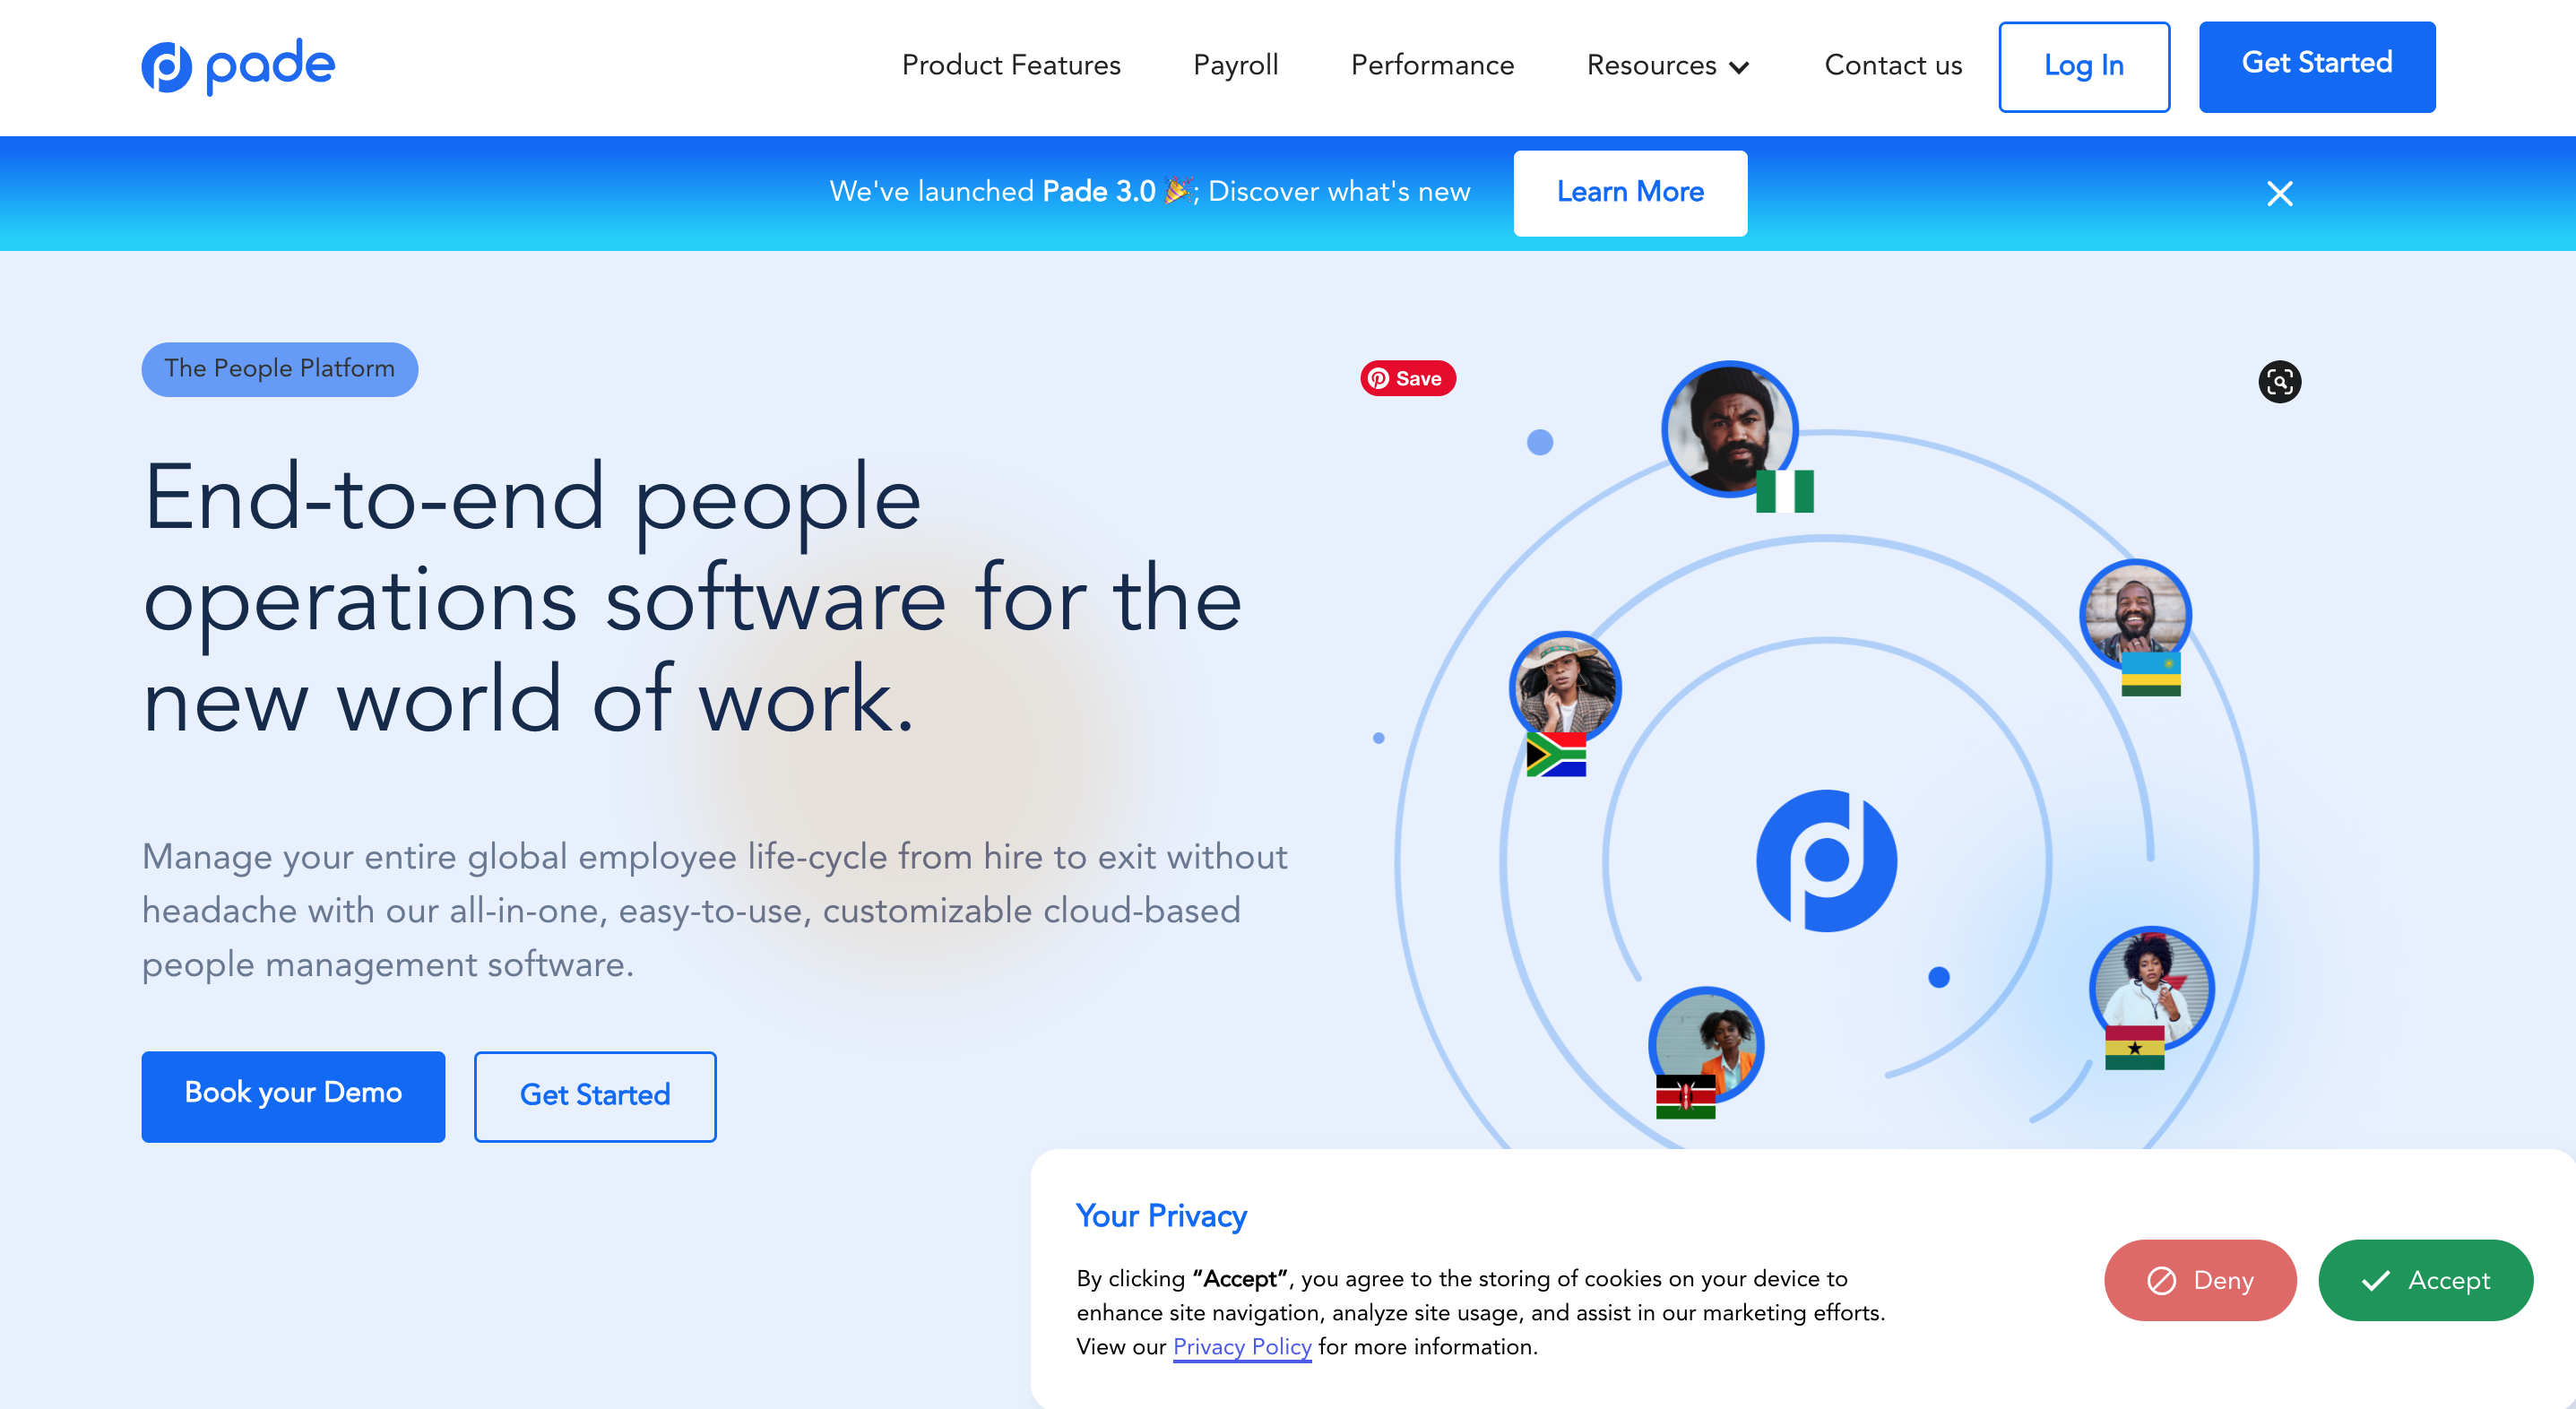 pade
Product Features
Payroll
Performance
Resources
Contact us
Log In
Get Started
We've launched Pade 3.0 🎉; Discover what's new
Learn More
The People Platform
Save
End-to-end people
operations software for the
new world of work.
Manage your entire global employee life-cycle from hire to exit without
headache with our all-in-one, easy-to-use, customizable cloud-based
people management software.
Book your Demo
Get Started
Your Privacy
By clicking “Accept”, you agree to the storing of cookies on your device to
enhance site navigation, analyze site usage, and assist in our marketing efforts.
View our Privacy Policy for more information.
Deny
Accept